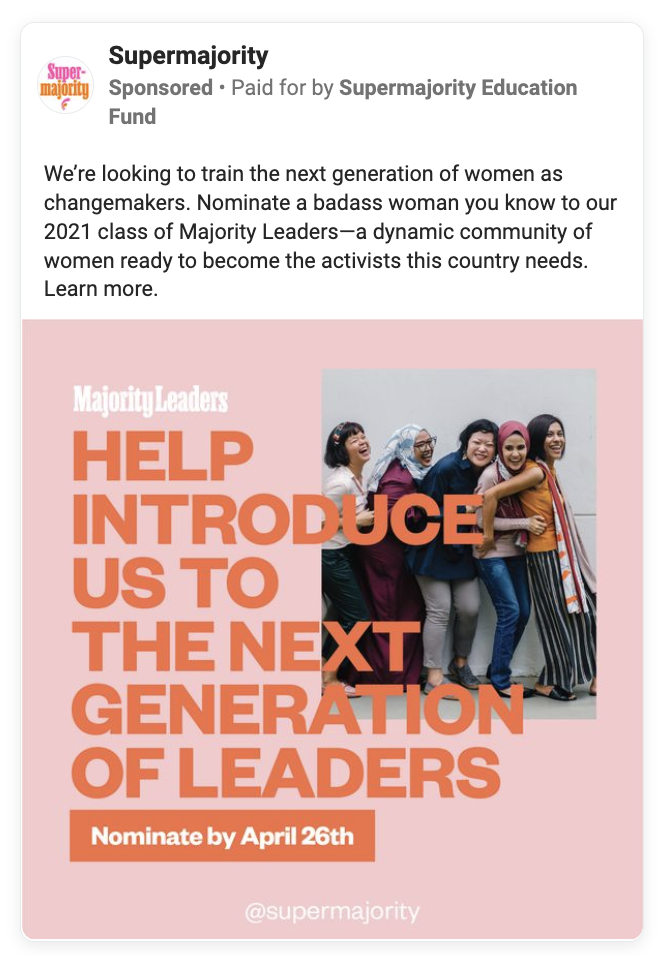 Super-
majority
Supermajority
Sponsored • Paid for by Supermajority Education
Fund
We’re looking to train the next generation of women as
changemakers. Nominate a badass woman you know to our
2021 class of Majority Leaders—a dynamic community of
women ready to become the activists this country needs.
Learn more.
Majority Leaders
HELP
INTRODUCE
US TO
THE NEXT
GENERATION
OF LEADERS
Nominate by April 26th
@supermajority